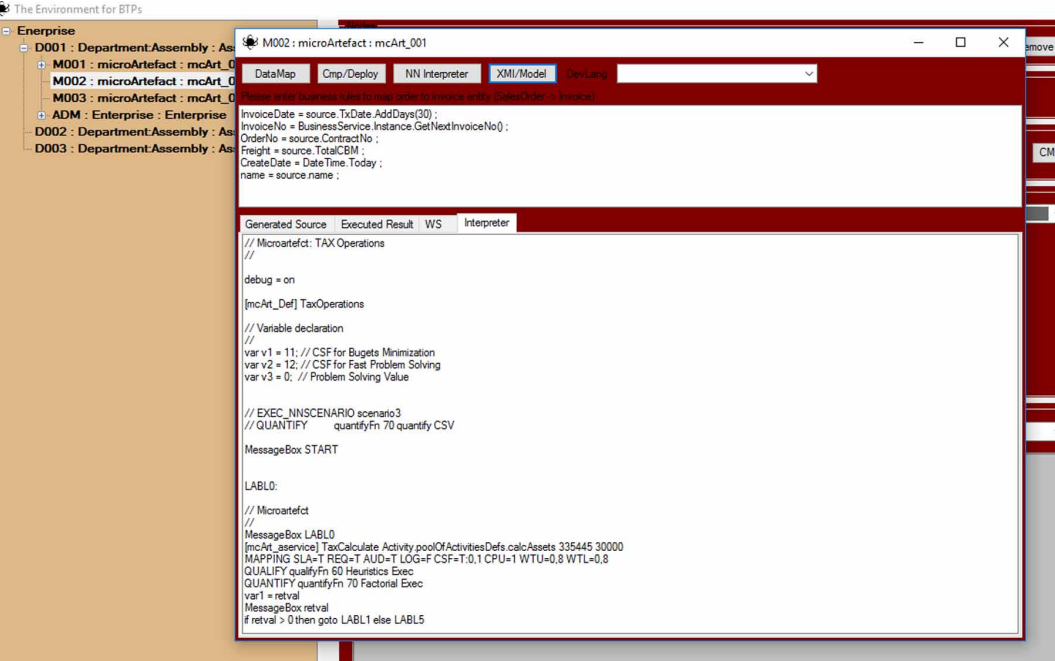 The Environment for BTPs
Enerprise
D001 : Department:Assembly : As
M001 : microArtefact : mcArt_0
M002 : microArtefact : mcArt_0
M003 : microArtefact : mcArt_0
ADM : Enterprise : Enterprise
D002 : Department:Assembly : As
D003 : Department:Assembly : As
emove
CM
M002 : microArtefact : mcArt_001
DataMap Cmp/Deploy NN Interpreter XMI/Model DevLang
Please enter business rules to map order to invoice entity (SalesOrder -> Invoice)
InvoiceDate = source.TxDate.AddDays(30) ;
InvoiceNo = BusinessService.Instance.GetNextInvoiceNo() ;
OrderNo = source.ContractNo ;
Freight = source.TotalCBM ;
CreateDate = DateTime.Today ;
name = source.name ;
Generated Source Executed Result WS Interpreter
// Microartefct: TAX Operations
//
debug = on
[mcArt_Def] TaxOperations
// Variable declaration
//
var v1 = 11; // CSF for Bugets Minimization
var v2 = 12; // CSF for Fast Problem Solving
var v3 = 0; // Problem Solving Value
// EXEC_NNSCENARIO scenario3
// QUANTIFY quantifyFn 70 quantify CSV
MessageBox START
LABL0:
// Microartefct
//
MessageBox LABL0
[mcArt_aservice] TaxCalculate Activity.poolOfActivitiesDefs.calcAssets 335445 30000
MAPPING SLA=T REQ=T AUD=T LOG=F CSF=T:0,1 CPU=1 WTU=0,8 WTL=0,8
QUALIFY qualifyFn 60 Heuristics Exec
QUANTIFY quantifyFn 70 Factorial Exec
var1 = retval
MessageBox retval
if retval > 0 then goto LABL1 else LABL5